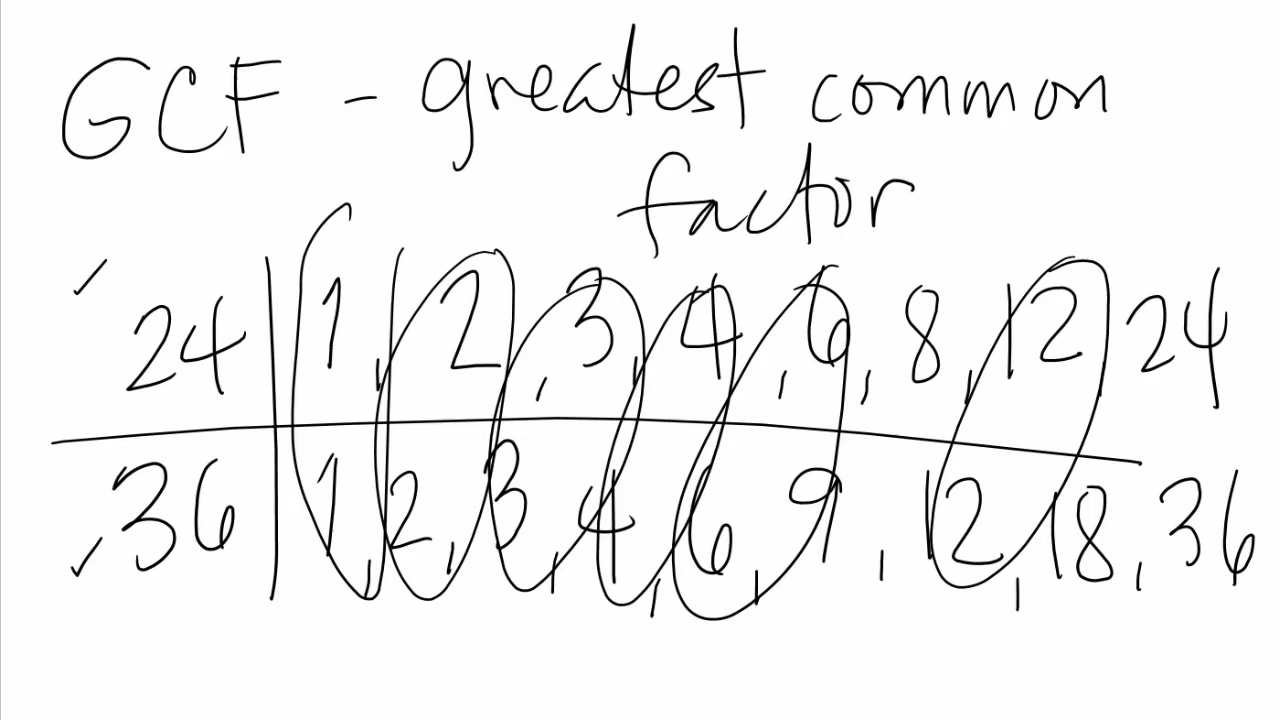 GCF - greatest common
factor
24 1, 2, 3, 4, 6, 8, 12 24
36 1, 2, 3, 4, 6, 9, 12, 18, 36